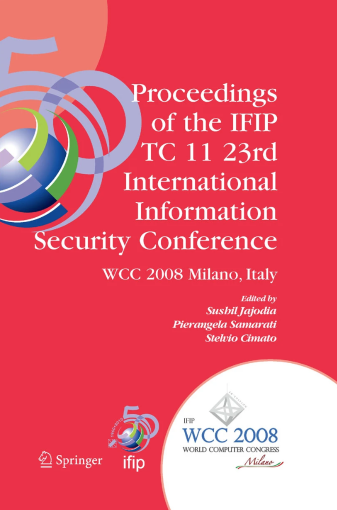 Proceedings
of the IFIP
TC 11 23rd
International
Information
Security Conference
WCC 2008 Milano, Italy
Edited by
Sushil Jajodia
Pierangela Samarati
Stelvio Cimato
IFIP
WCC 2008
WORLD COMPUTER CONGRESS
Milano
50
Springer
ifip